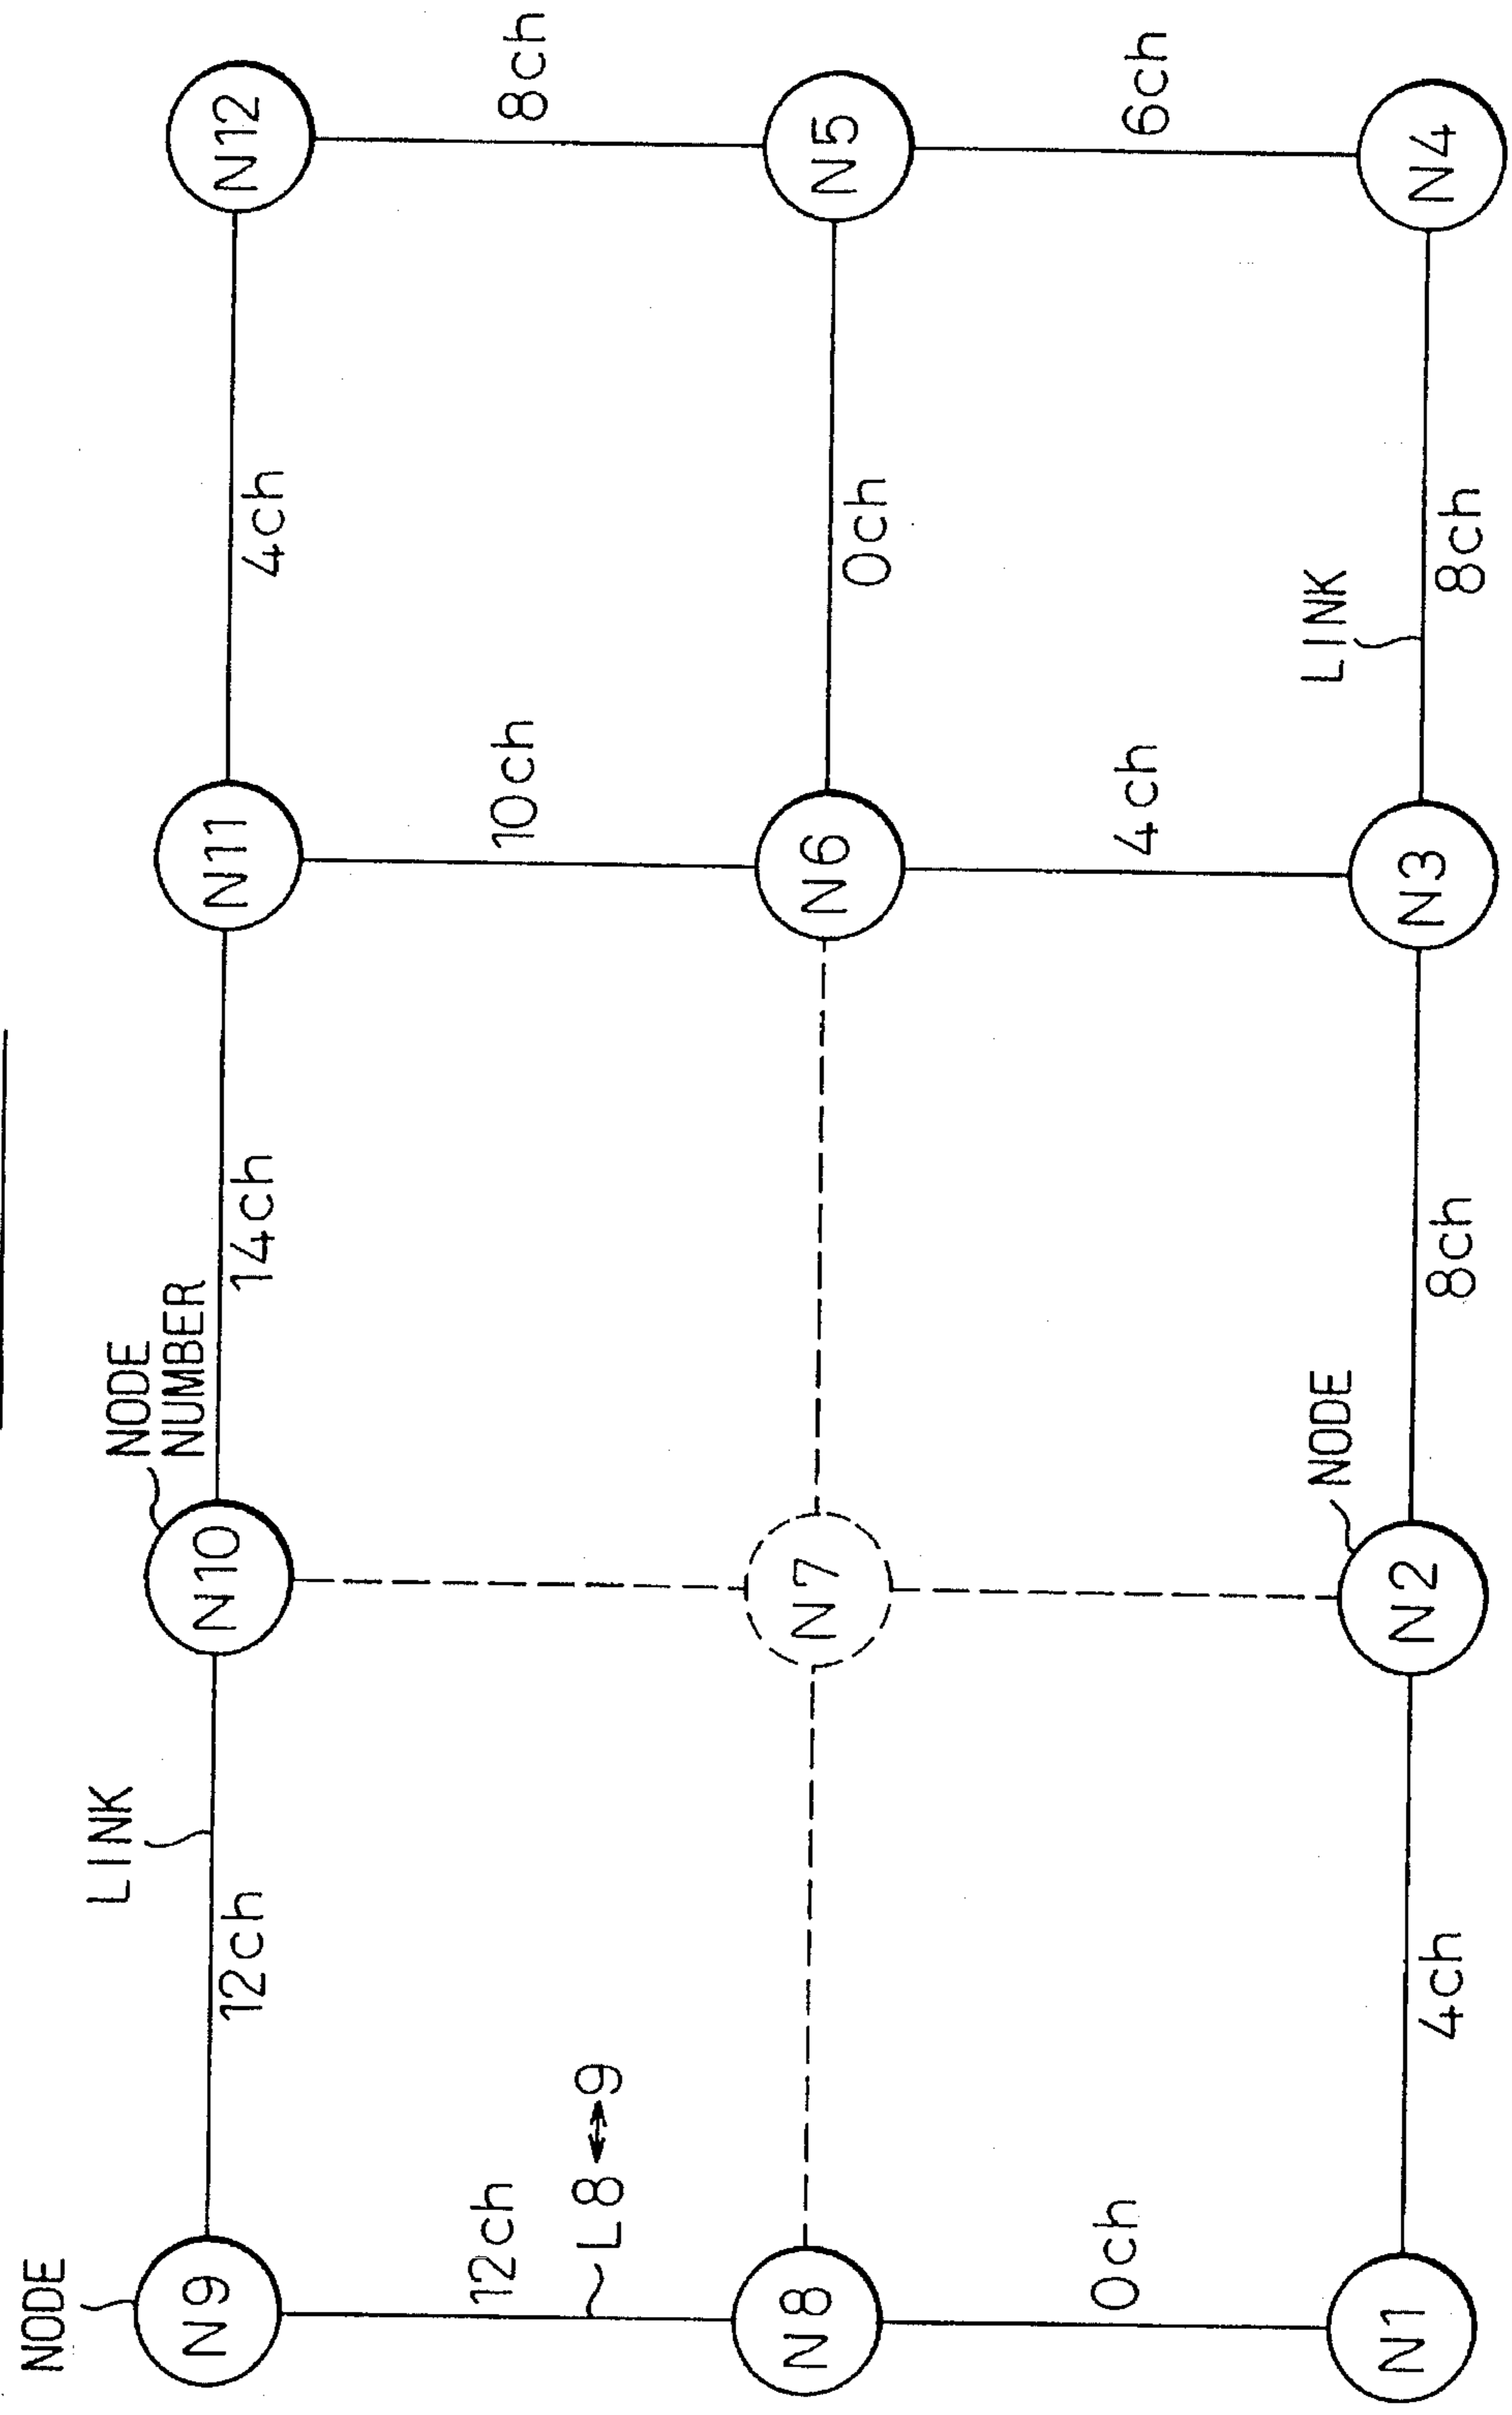 NODE
N9
12ch
LINK
N10
NODE
NUMBER
14ch
N11
4ch
N12
12ch
L8↔9
10ch
8ch
N8
N7
N6
0ch
N5
0ch
4ch
6ch
N1
4ch
NODE
N2
8ch
N3
LINK
8ch
N4